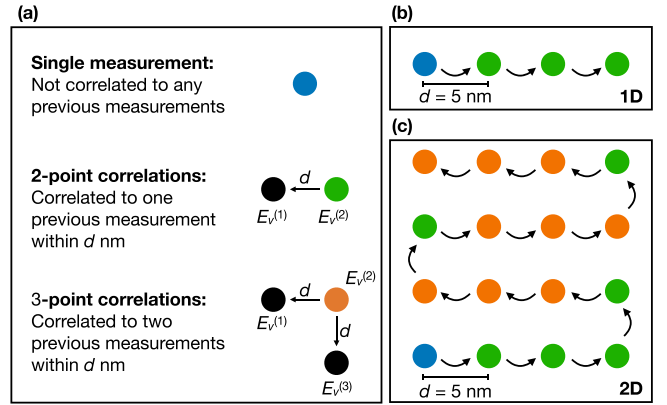 (a)
Single measurement:
Not correlated to any
previous measurements
2-point correlations:
Correlated to one
previous measurement
within d nm
d
Eᵥ⁽¹⁾ Eᵥ⁽²⁾
3-point correlations:
Correlated to two
previous measurements
within d nm
Eᵥ⁽²⁾
d
Eᵥ⁽¹⁾
d
Eᵥ⁽³⁾
(b)
d = 5 nm
1D
(c)
d = 5 nm
2D